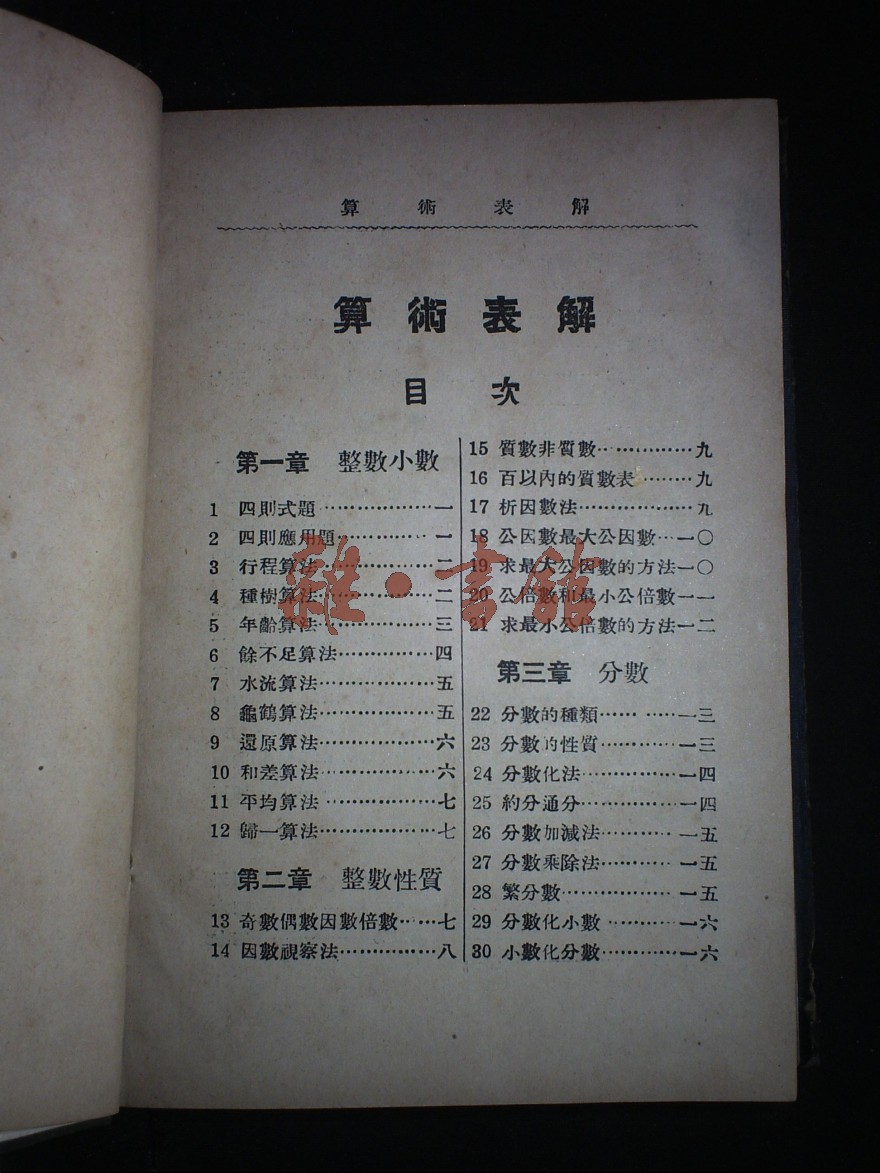 算術表解
算術表解
目次
第一章 整數小數
1 四則式題………………一
2 四則應用題……………一
3 行程算法………………二
4 種樹算法………………二
5 年齡算法………………三
6 餘不足算法……………四
7 水流算法………………五
8 龜鶴算法………………五
9 還原算法………………六
10 和差算法………………六
11 平均算法………………七
12 歸一算法………………七
第二章 整數性質
13 奇數偶數因數倍數……七
14 因數視察法……………八
15 質數非質數……………九
16 百以內的質數表………九
17 析因數法………………九
18 公因數最大公因數…一〇
19 求最大公因數的方法一〇
20 公倍數和最小公倍數一一
21 求最小公倍數的方法一二
第三章 分數
22 分數的種類…………一三
23 分數的性質…………一三
24 分數化法……………一四
25 約分通分……………一四
26 分數加減法…………一五
27 分數乘除法…………一五
28 繁分數………………一五
29 分數化小數…………一六
30 小數化分數…………一六
雜·書館